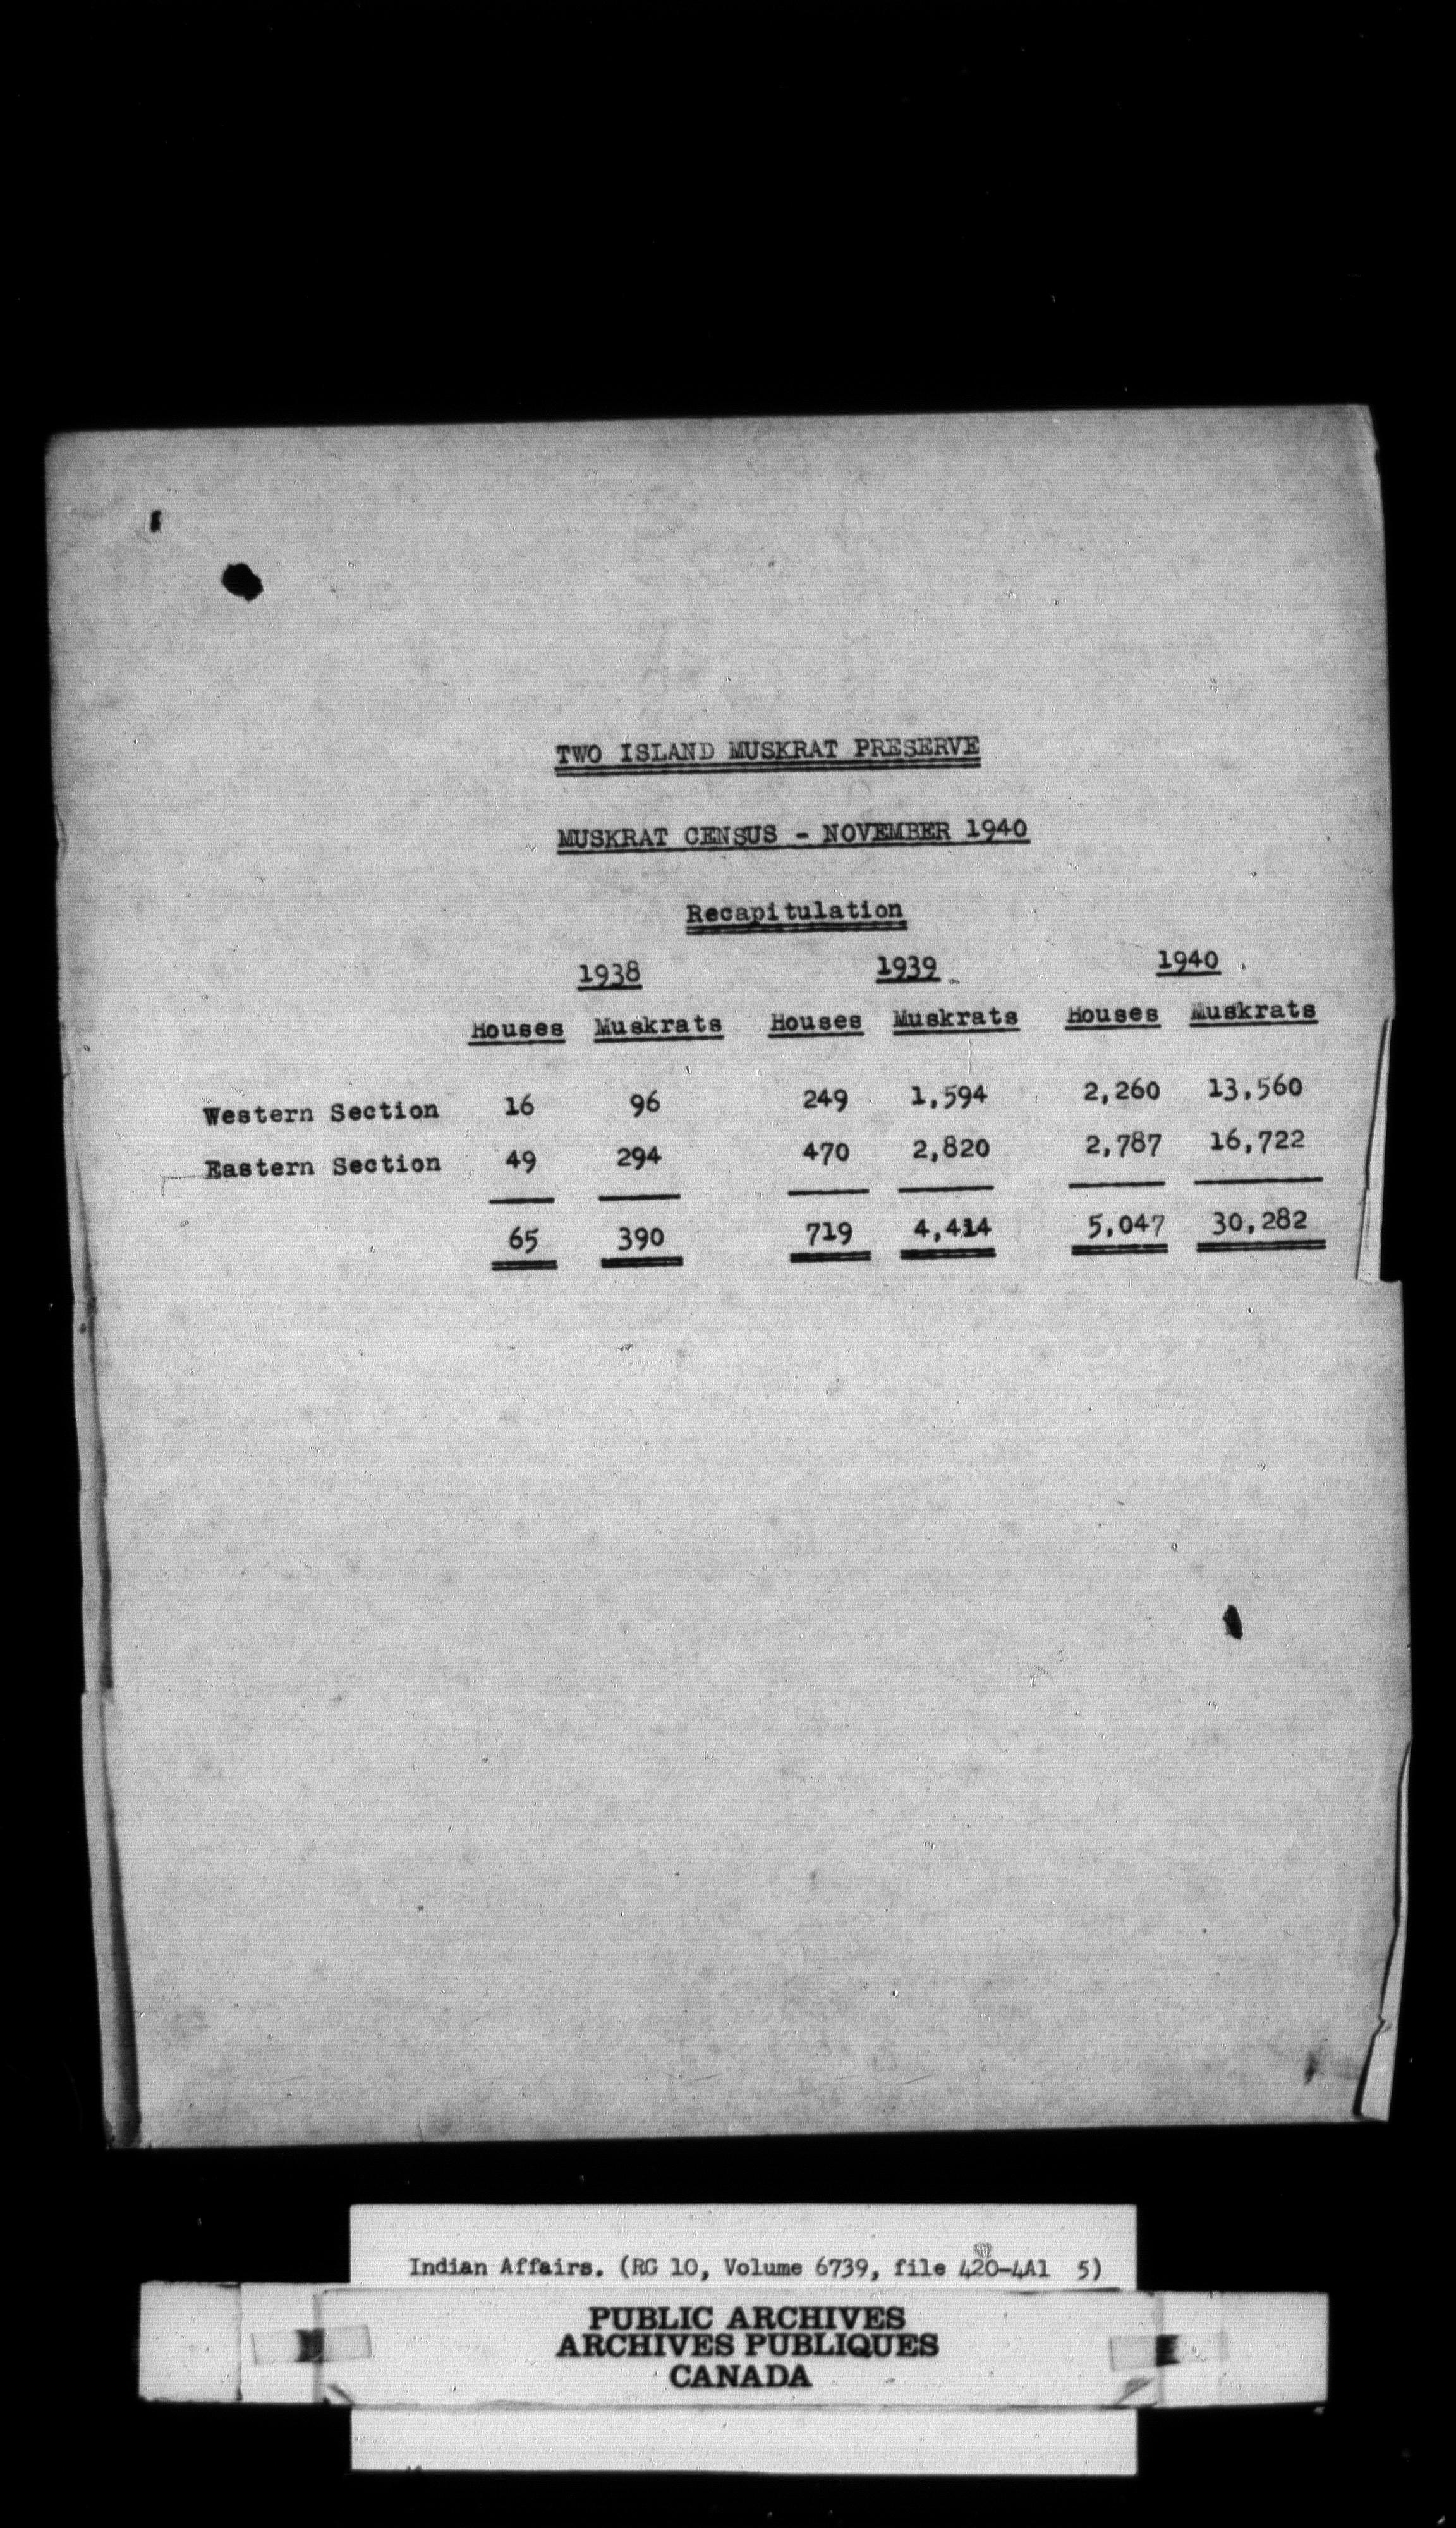 TWO ISLAND MUSKRAT PRESERVE
MUSKRAT CENSUS - NOVEMBER 1940
Recapitulation
1938 1939 1940
Houses Muskrats Houses Muskrats Houses Muskrats
Western Section 16 96 249 1,594 2,260 13,560
Eastern Section 49 294 470 2,820 2,787 16,722
65 390 719 4,414 5,047 30,282
Indian Affairs. (RG 10, Volume 6739, file 420-4A1 5)
PUBLIC ARCHIVES
ARCHIVES PUBLIQUES
CANADA